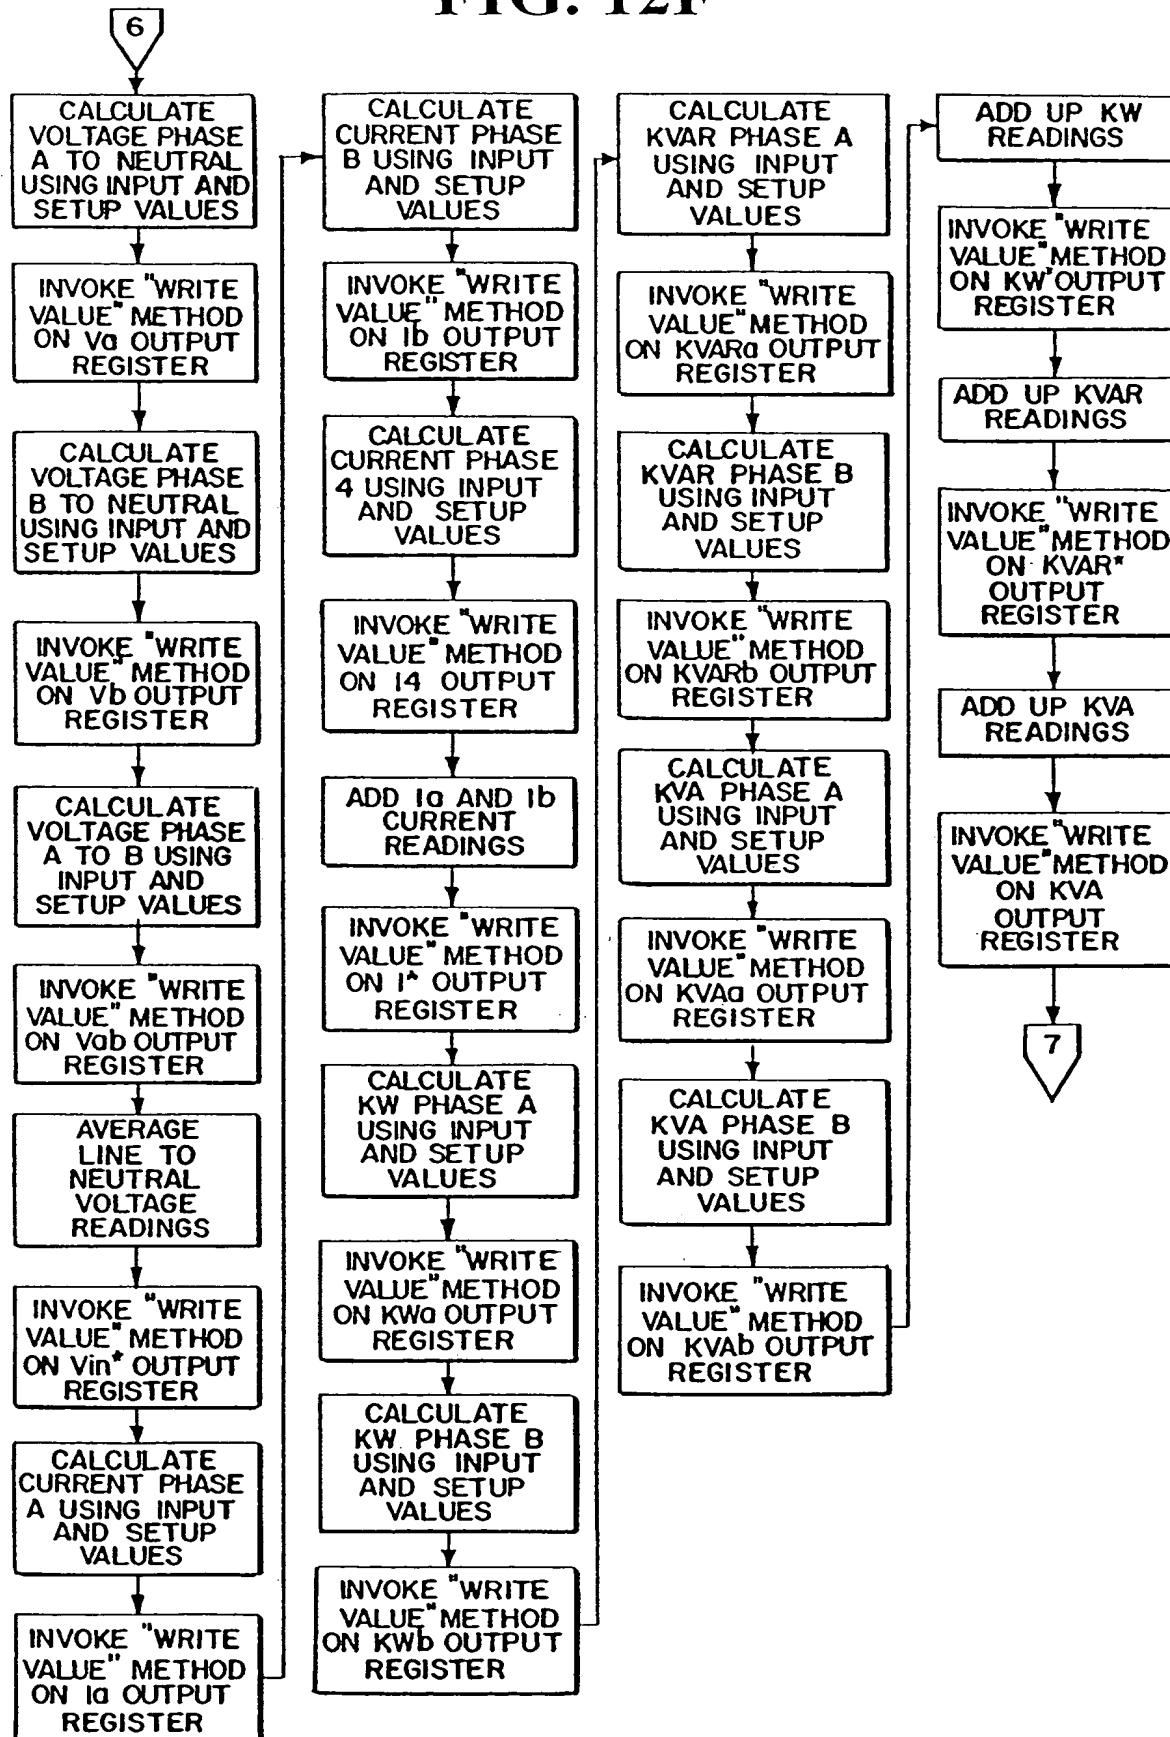 FIG. 12F
6
CALCULATE
VOLTAGE PHASE
A TO NEUTRAL
USING INPUT AND
SETUP VALUES
INVOKE "WRITE
VALUE" METHOD
ON Va OUTPUT
REGISTER
CALCULATE
VOLTAGE PHASE
B TO NEUTRAL
USING INPUT AND
SETUP VALUES
INVOKE "WRITE
VALUE" METHOD
ON Vb OUTPUT
REGISTER
CALCULATE
VOLTAGE PHASE
A TO B USING
INPUT AND
SETUP VALUES
INVOKE "WRITE
VALUE" METHOD
ON Vab OUTPUT
REGISTER
AVERAGE
LINE TO
NEUTRAL
VOLTAGE
READINGS
INVOKE "WRITE
VALUE" METHOD
ON Vin* OUTPUT
REGISTER
CALCULATE
CURRENT PHASE
A USING INPUT
AND SETUP
VALUES
INVOKE "WRITE
VALUE" METHOD
ON Ia OUTPUT
REGISTER
CALCULATE
CURRENT PHASE
B USING INPUT
AND SETUP
VALUES
INVOKE "WRITE
VALUE" METHOD
ON Ib OUTPUT
REGISTER
CALCULATE
CURRENT PHASE
4 USING INPUT
AND SETUP
VALUES
INVOKE "WRITE
VALUE" METHOD
ON I4 OUTPUT
REGISTER
ADD Ia AND Ib
CURRENT
READINGS
INVOKE "WRITE
VALUE" METHOD
ON I* OUTPUT
REGISTER
CALCULATE
KW PHASE A
USING INPUT
AND SETUP
VALUES
INVOKE "WRITE
VALUE" METHOD
ON KWa OUTPUT
REGISTER
CALCULATE
KW PHASE B
USING INPUT
AND SETUP
VALUES
INVOKE "WRITE
VALUE" METHOD
ON KWb OUTPUT
REGISTER
CALCULATE
KVAR PHASE A
USING INPUT
AND SETUP
VALUES
INVOKE "WRITE
VALUE" METHOD
ON KVARa OUTPUT
REGISTER
CALCULATE
KVAR PHASE B
USING INPUT
AND SETUP
VALUES
INVOKE "WRITE
VALUE" METHOD
ON KVARb OUTPUT
REGISTER
CALCULATE
KVA PHASE A
USING INPUT
AND SETUP
VALUES
INVOKE "WRITE
VALUE" METHOD
ON KVAa OUTPUT
REGISTER
CALCULATE
KVA PHASE B
USING INPUT
AND SETUP
VALUES
INVOKE "WRITE
VALUE" METHOD
ON KVAb OUTPUT
REGISTER
ADD UP KW
READINGS
INVOKE "WRITE
VALUE" METHOD
ON KW* OUTPUT
REGISTER
ADD UP KVAR
READINGS
INVOKE "WRITE
VALUE" METHOD
ON KVAR*
OUTPUT
REGISTER
ADD UP KVA
READINGS
INVOKE "WRITE
VALUE" METHOD
ON KVA
OUTPUT
REGISTER
7